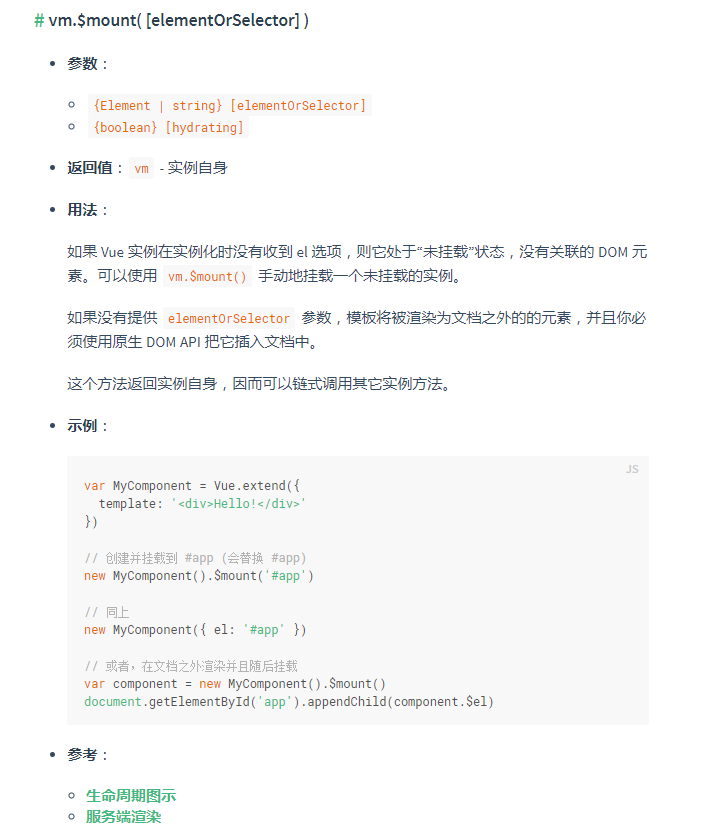 # vm.$mount( [elementOrSelector] )
参数：
{Element | string} [elementOrSelector]
{boolean} [hydrating]
返回值：vm - 实例自身
用法：
如果 Vue 实例在实例化时没有收到 el 选项，则它处于“未挂载”状态，没有关联的 DOM 元
素。可以使用 vm.$mount() 手动地挂载一个未挂载的实例。
如果没有提供 elementOrSelector 参数，模板将被渲染为文档之外的的元素，并且你必
须使用原生 DOM API 把它插入文档中。
这个方法返回实例自身，因而可以链式调用其它实例方法。
示例：
JS
var MyComponent = Vue.extend({
  template: '<div>Hello!</div>'
})
// 创建并挂载到 #app (会替换 #app)
new MyComponent().$mount('#app')
// 同上
new MyComponent({ el: '#app' })
// 或者，在文档之外渲染并且随后挂载
var component = new MyComponent().$mount()
document.getElementById('app').appendChild(component.$el)
参考：
生命周期图示
服务端渲染